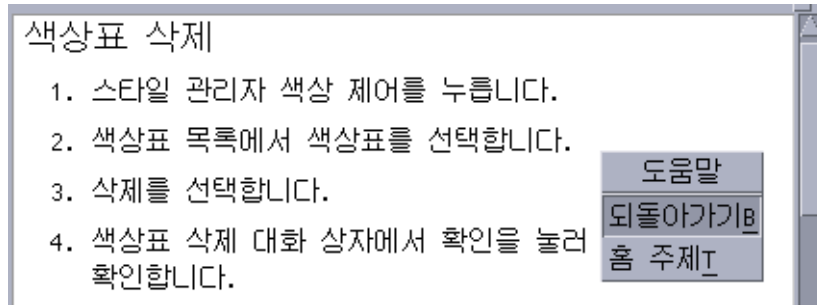 색상표 삭제
1. 스타일 관리자 색상 제어를 누릅니다.
2. 색상표 목록에서 색상표를 선택합니다.
3. 삭제를 선택합니다.
4. 색상표 삭제 대화 상자에서 확인을 눌러
확인합니다.
도움말
되돌아가기B
홈 주제T